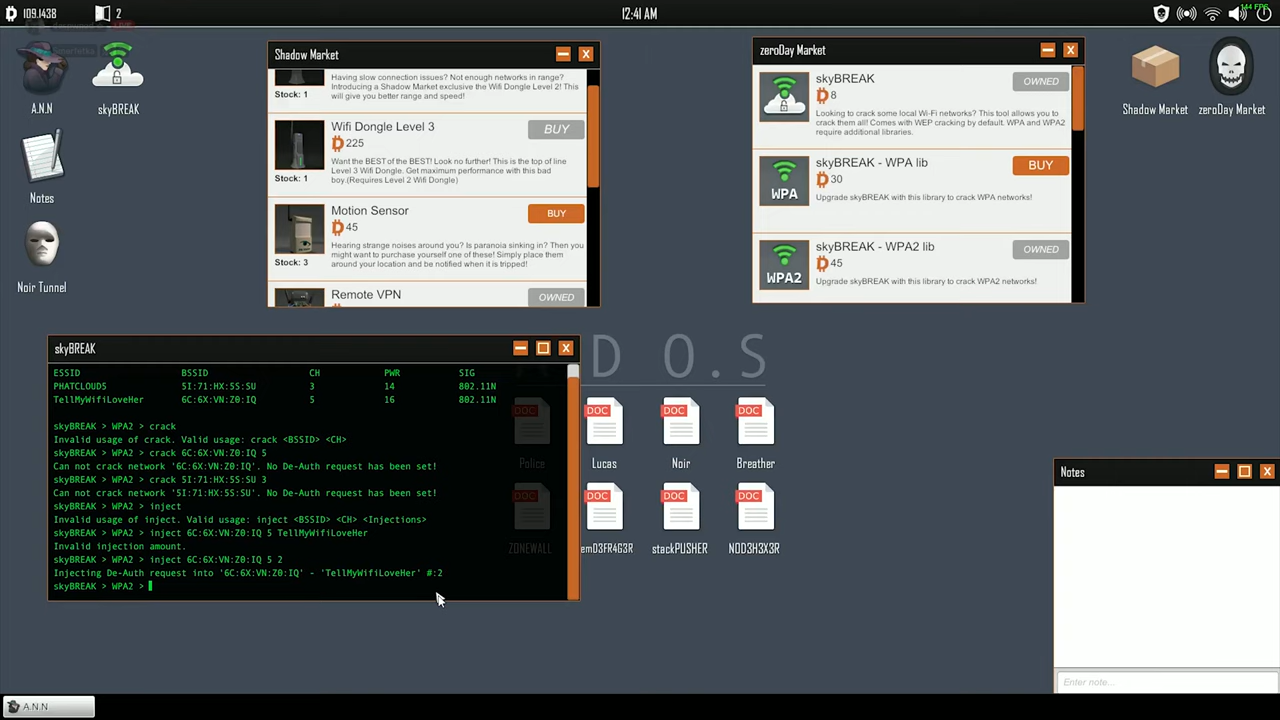 109.1438
2
12:41 AM
144 FPS
A.N.N
skyBREAK
Notes
Noir Tunnel
Shadow Market
Having slow connection issues? Not enough networks in range?
Introducing a Shadow Market exclusive the Wifi Dongle Level 2! This
will give you better range and speed!
Stock: 1
Wifi Dongle Level 3
BUY
225
Want the BEST of the BEST! Look no further! This is the top of line
Level 3 Wifi Dongle. Get maximum performance with this bad
boy.(Requires Level 2 Wifi Dongle)
Stock: 1
Motion Sensor
BUY
45
Hearing strange noises around you? Is paranoia sinking in? Then you
might want to purchase yourself one of these! Simply place them
around your location and be notified when it is tripped!
Stock: 3
Remote VPN
OWNED
zeroDay Market
skyBREAK
OWNED
8
Looking to crack some local Wi-Fi networks? This tool allows you to
crack them all! Comes with WEP cracking by default. WPA and WPA2
require additional libraries.
WPA
skyBREAK - WPA lib
BUY
30
Upgrade skyBREAK with this library to crack WPA networks!
WPA2
skyBREAK - WPA2 lib
OWNED
45
Upgrade skyBREAK with this library to crack WPA2 networks!
Shadow Market
zeroDay Market
skyBREAK
ESSID BSSID CH PWR SIG
PHATCLOUD5 5I:71:HX:5S:SU 3 14 802.11N
TellMyWifiLoveHer 6C:6X:VN:Z0:IQ 5 16 802.11N
skyBREAK > WPA2 > crack
Invalid usage of crack. Valid usage: crack <BSSID> <CH>
skyBREAK > WPA2 > crack 6C:6X:VN:Z0:IQ 5
Can not crack network '6C:6X:VN:Z0:IQ'. No De-Auth request has been set!
skyBREAK > WPA2 > crack 5I:71:HX:5S:SU 3
Can not crack network '5I:71:HX:5S:SU'. No De-Auth request has been set!
skyBREAK > WPA2 > inject
Invalid usage of inject. Valid usage: inject <BSSID> <CH> <Injections>
skyBREAK > WPA2 > inject 6C:6X:VN:Z0:IQ 5 TellMyWifiLoveHer
Invalid injection amount.
skyBREAK > WPA2 > inject 6C:6X:VN:Z0:IQ 5 2
Injecting De-Auth request into '6C:6X:VN:Z0:IQ' - 'TellMyWifiLoveHer' #:2
skyBREAK > WPA2 >
D O.S
DOC DOC DOC DOC
Police Lucas Noir Breather
DOC DOC DOC DOC
ZONEWALL emD3FR4G3R stackPUSHER NOD3H3X3R
Notes
Enter note...
A.N.N